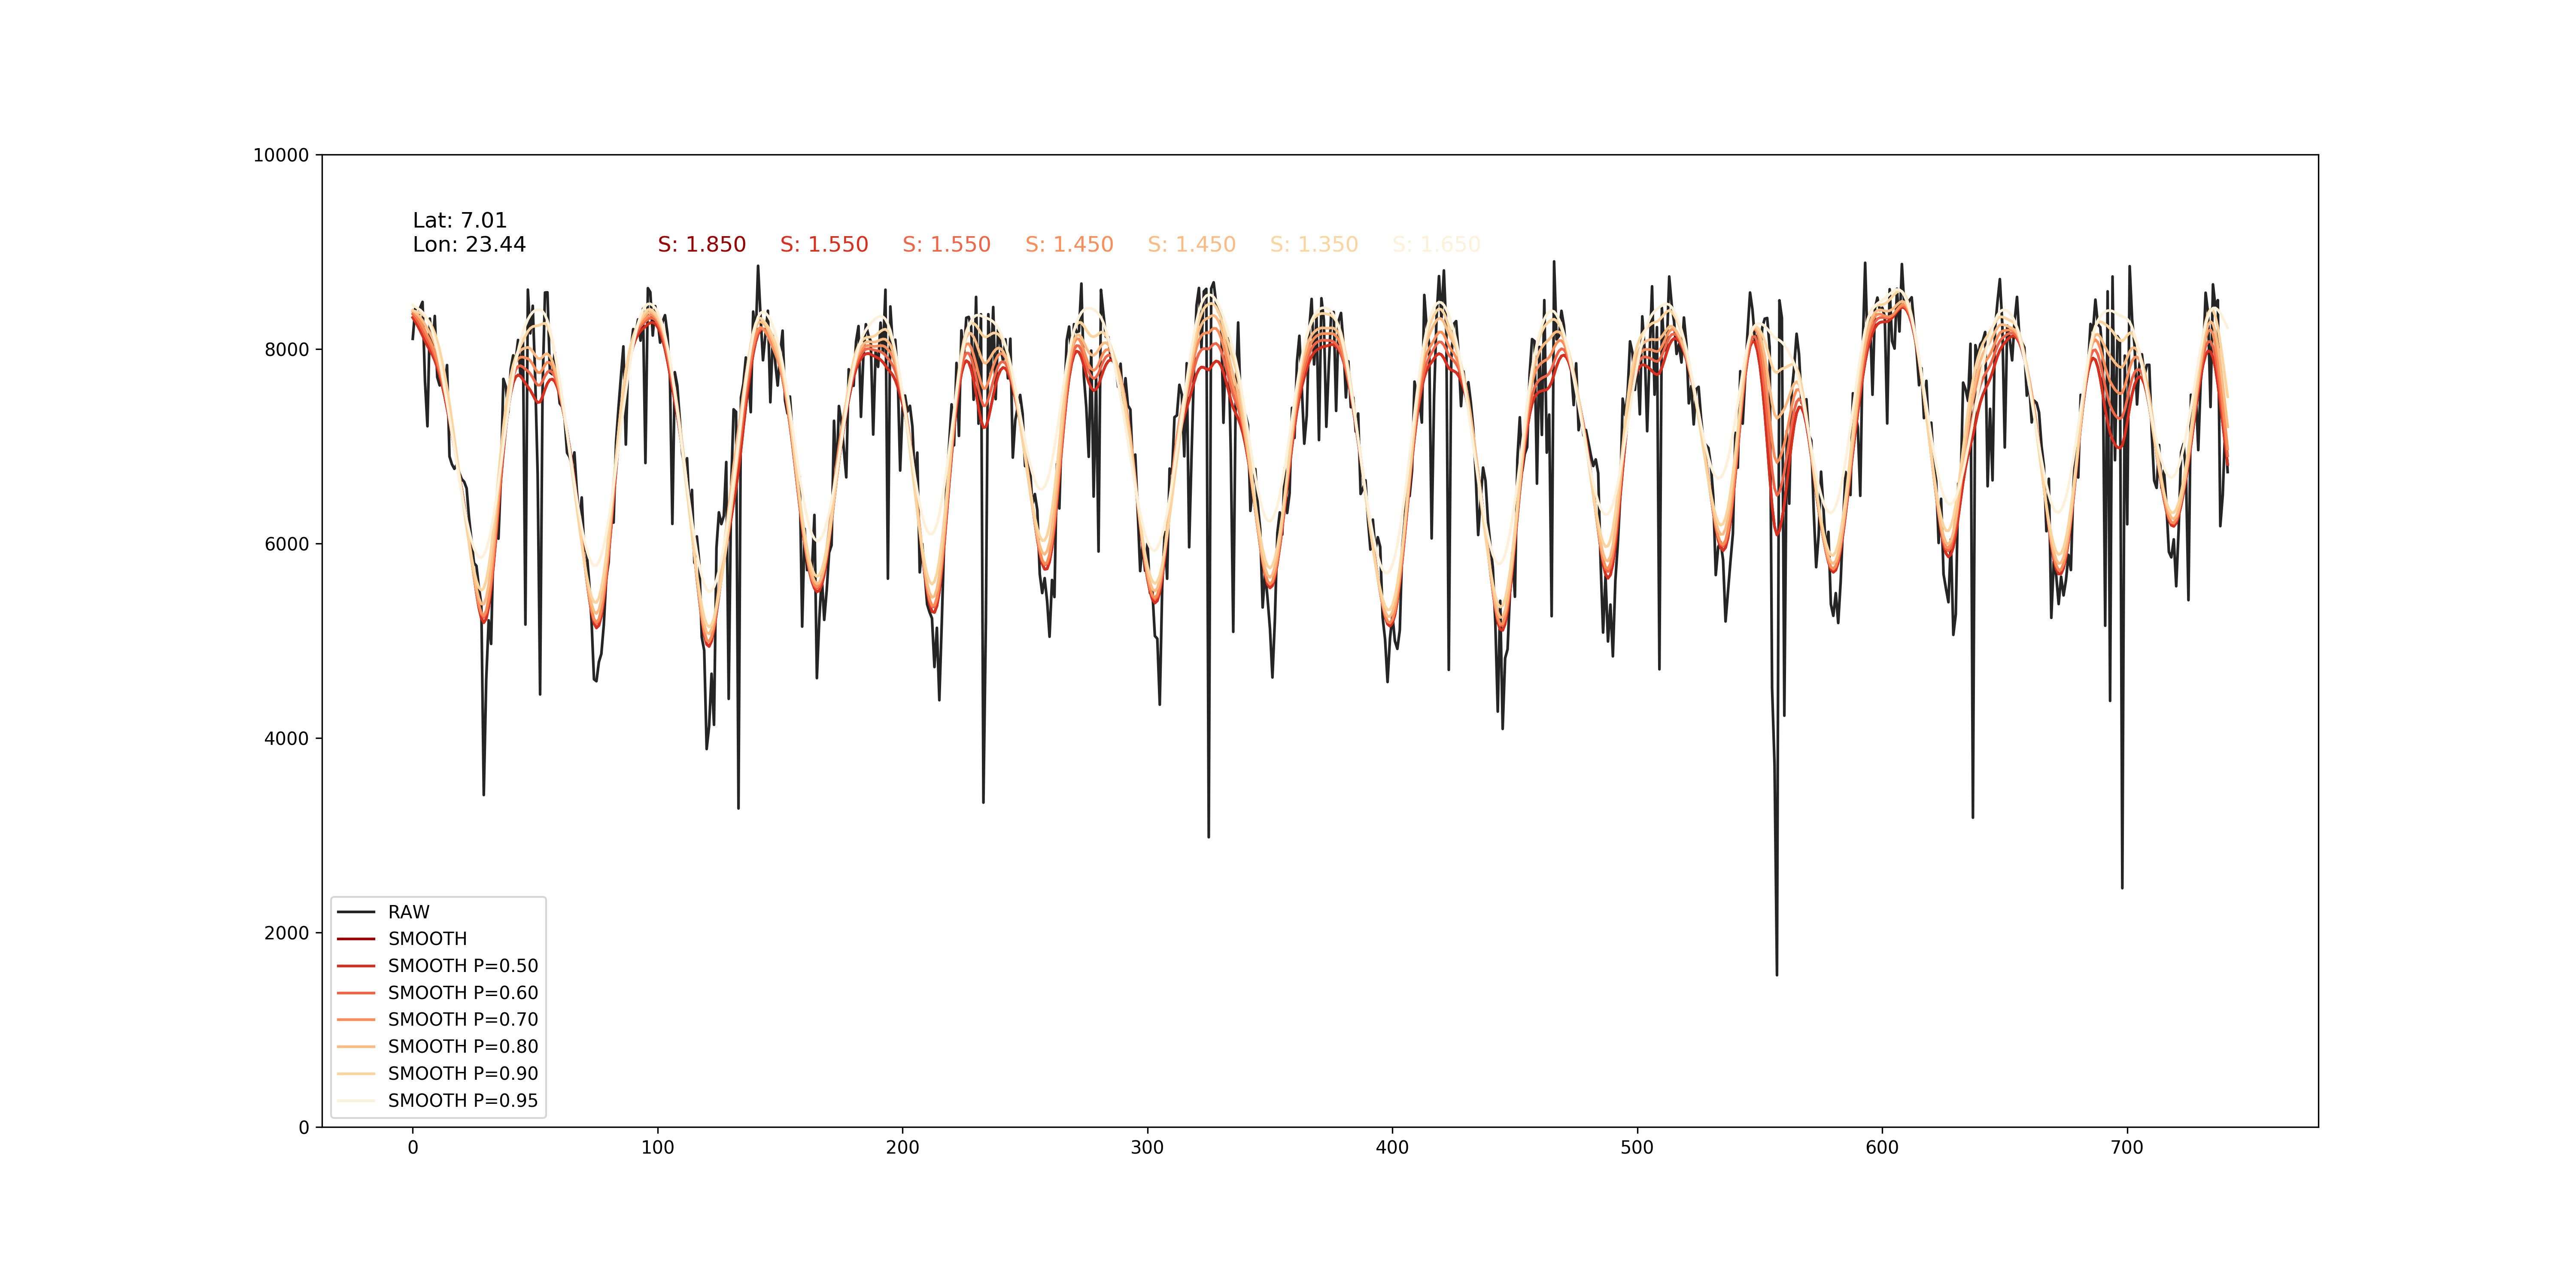 10000
8000
6000
4000
2000
0
Lat: 7.01
Lon: 23.44
S: 1.850 S: 1.550 S: 1.550 S: 1.450 S: 1.450 S: 1.350 S: 1.650
RAW
SMOOTH
SMOOTH P=0.50
SMOOTH P=0.60
SMOOTH P=0.70
SMOOTH P=0.80
SMOOTH P=0.90
SMOOTH P=0.95
0 100 200 300 400 500 600 700